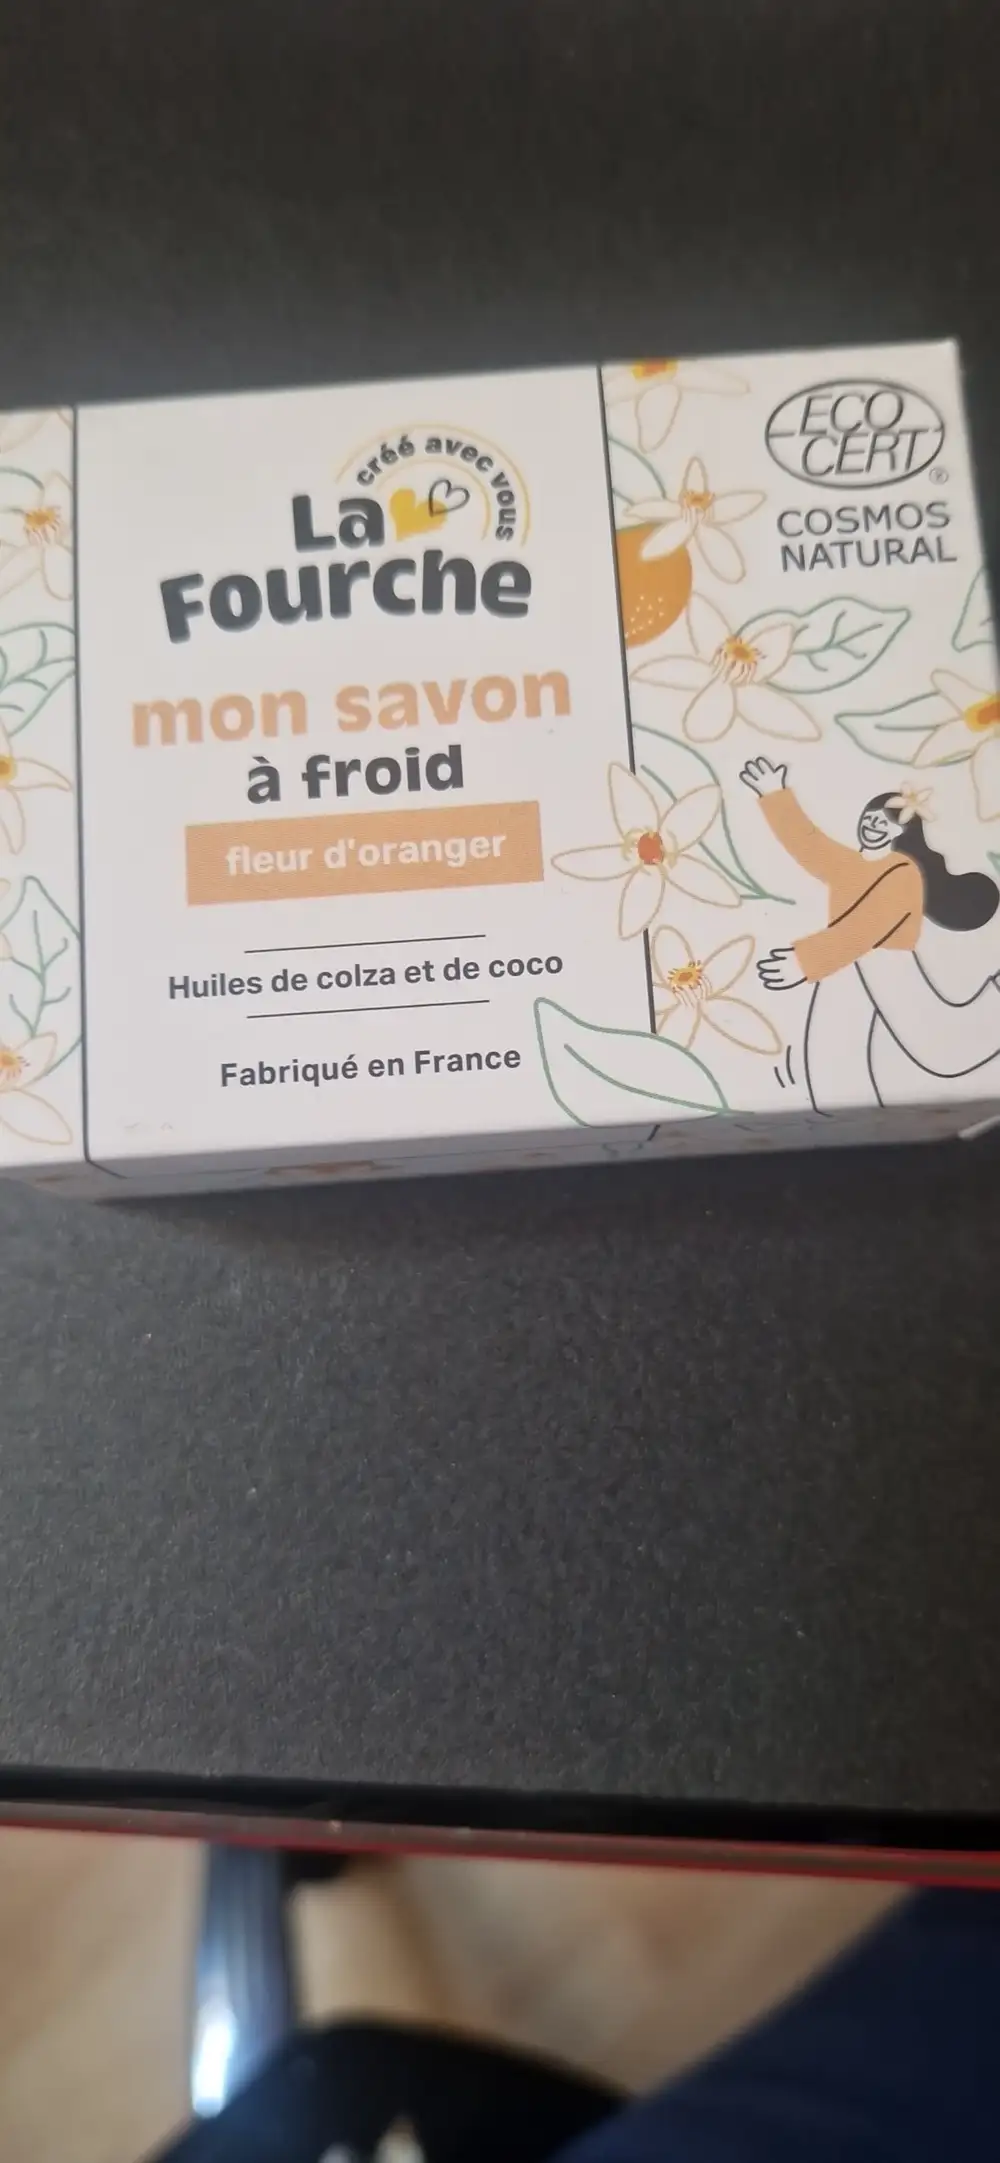 créé avec vous
La
Fourche
mon savon
à froid
fleur d'oranger
Huiles de colza et de coco
Fabriqué en France
ECO
CERT®
COSMOS
NATURAL